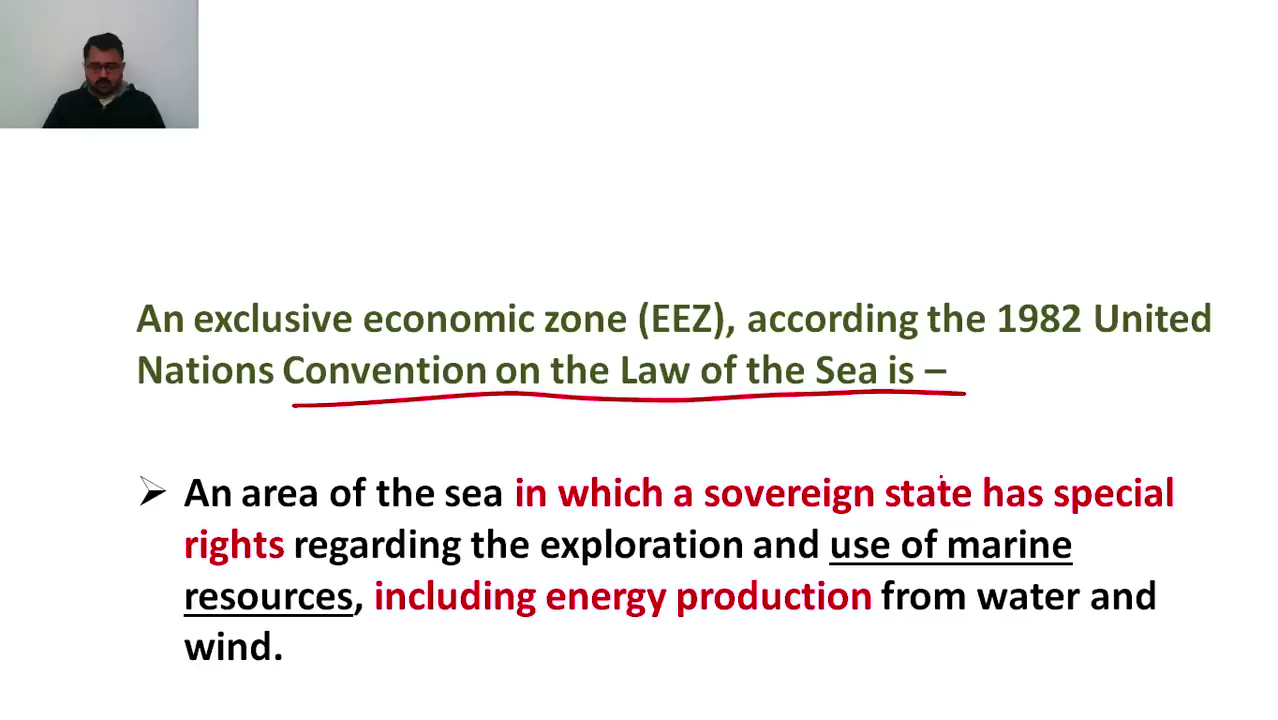 An exclusive economic zone (EEZ), according the 1982 United
Nations Convention on the Law of the Sea is –
➢ An area of the sea in which a sovereign state has special
rights regarding the exploration and use of marine
resources, including energy production from water and
wind.